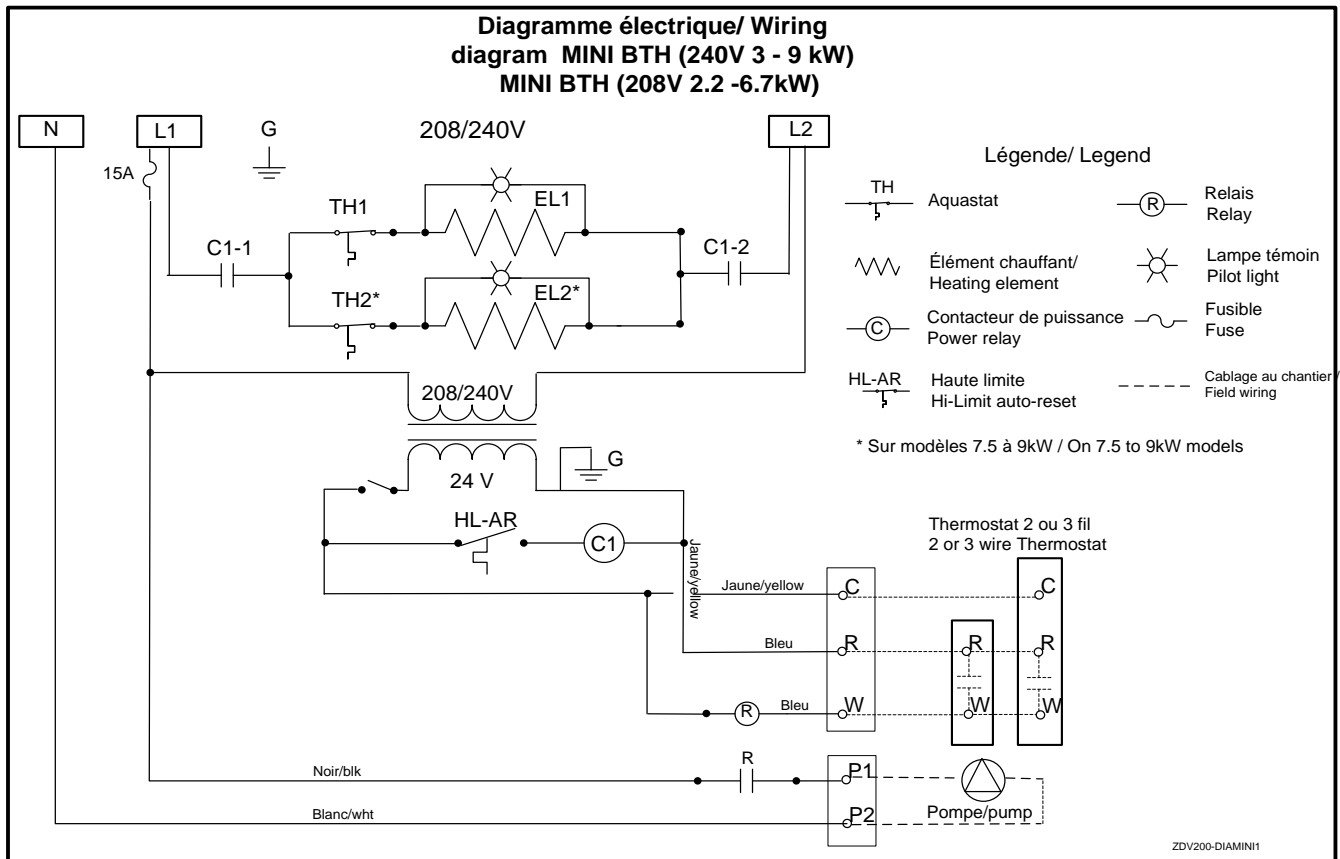 Diagramme électrique/ Wiring
diagram MINI BTH (240V 3 - 9 kW)
MINI BTH (208V 2.2 -6.7kW)
N
L1
G
208/240V
L2
15A
TH1
EL1
C1-1
C1-2
TH2*
EL2*
Légende/ Legend
TH
Aquastat
R
Relais
Relay
Élément chauffant/
Heating element
Lampe témoin
Pilot light
C
Contacteur de puissance
Power relay
Fusible
Fuse
HL-AR
Haute limite
Hi-Limit auto-reset
Cablage au chantier /
Field wiring
* Sur modèles 7.5 à 9kW / On 7.5 to 9kW models
208/240V
24 V
G
HL-AR
C1
Jaune/yellow
Thermostat 2 ou 3 fil
2 or 3 wire Thermostat
Jaune/yellow
C
C
Bleu
R
R
R
R
Bleu
W
W
W
Noir/blk
R
P1
Blanc/wht
P2
Pompe/pump
ZDV200-DIAMINI1